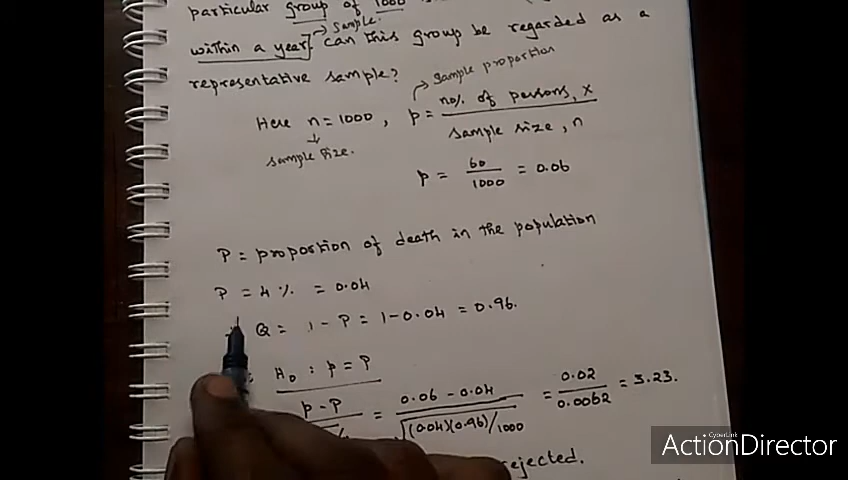 particular group of 1000
→ sample.
within a year] can this group be regarded as a
representative sample?
→ sample proportion
Here n = 1000 , p = no/. of persons, x / sample size, n
↓
sample size.
p = 60/1000 = 0.06
P = proportion of death in the population
P = 4 % = 0.04
Q = 1 - P = 1 - 0.04 = 0.96.
H0 : p = P
p - P = 0.06 - 0.04 / √(0.04)(0.96)/1000 = 0.02/0.0062 = 3.23.
rejected.
CyberLink
ActionDirector